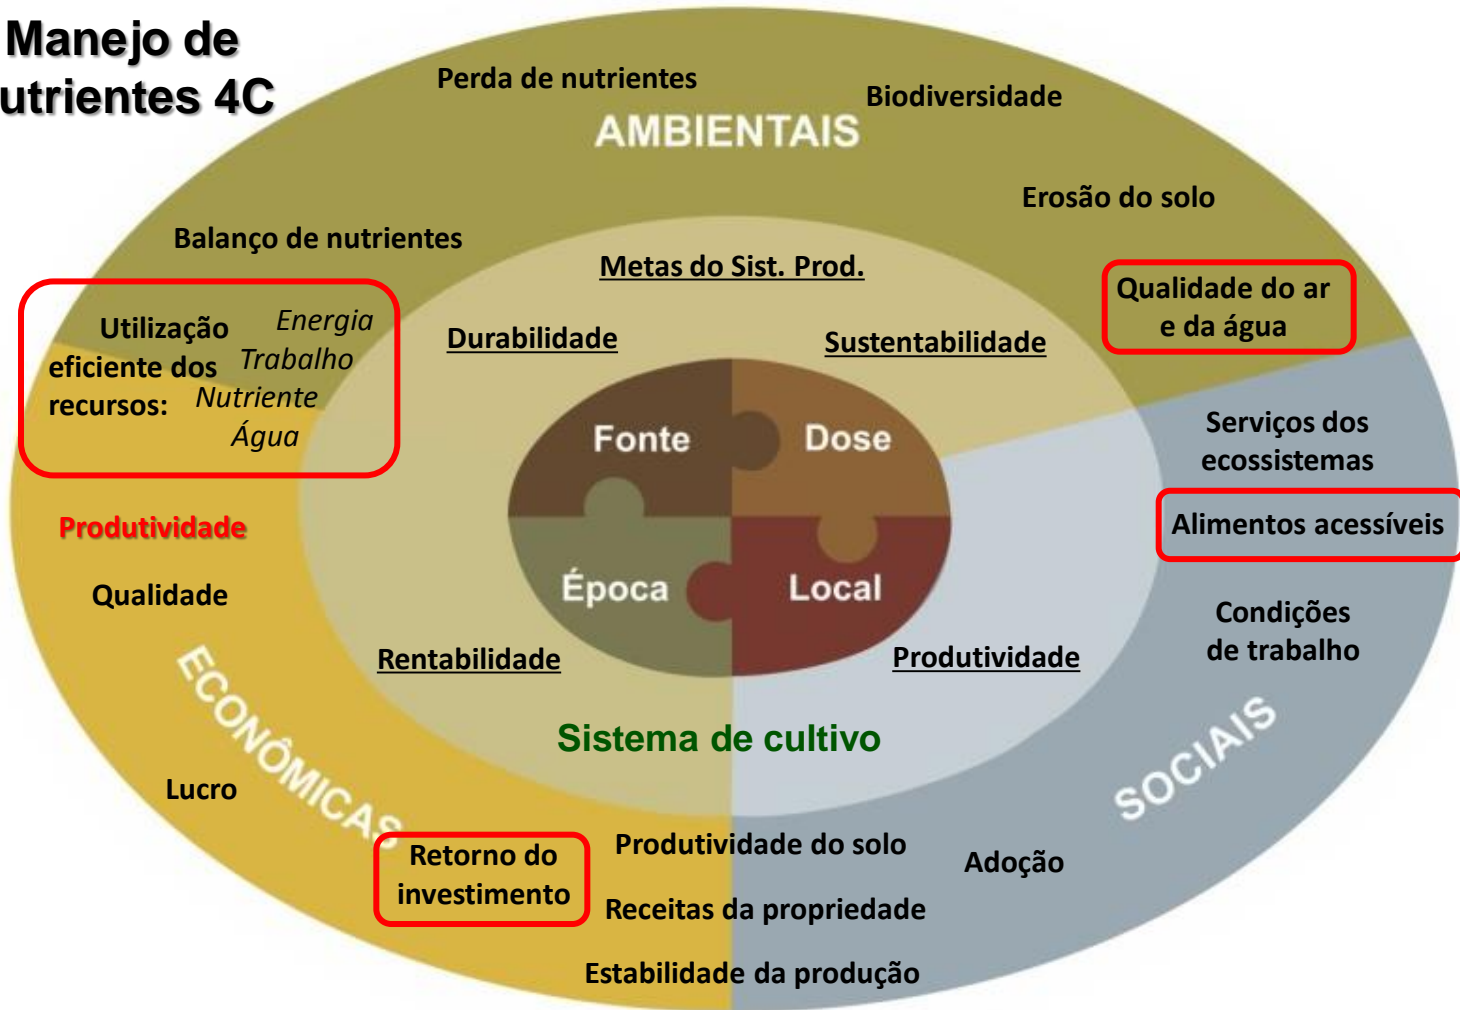 Manejo de
utrientes 4C
Perda de nutrientes
Biodiversidade
AMBIENTAIS
Erosão do solo
Balanço de nutrientes
Metas do Sist. Prod.
Qualidade do ar
e da água
Utilização
eficiente dos
recursos:
Energia
Trabalho
Nutriente
Água
Durabilidade
Sustentabilidade
Fonte
Dose
Época
Local
Serviços dos
ecossistemas
Produtividade
Alimentos acessíveis
Qualidade
Condições
de trabalho
Rentabilidade
Produtividade
Sistema de cultivo
ECONÔMICAS
SOCIAIS
Lucro
Retorno do
investimento
Produtividade do solo
Adoção
Receitas da propriedade
Estabilidade da produção